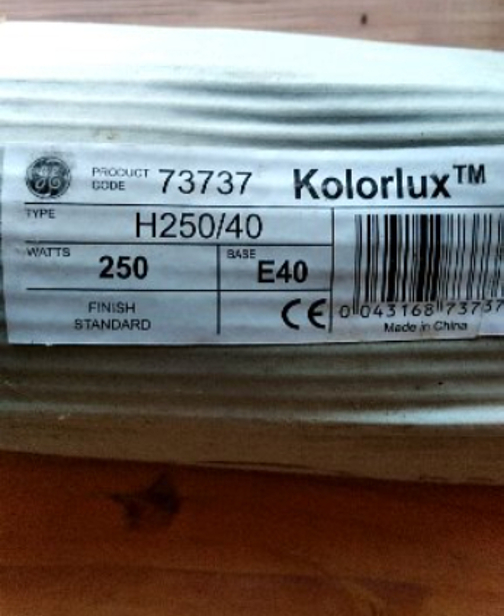 GE
PRODUCT CODE 73737 Kolorlux™
TYPE
H250/40
WATTS 250 BASE E40
FINISH
STANDARD
CE
0 043168 73737
Made in China